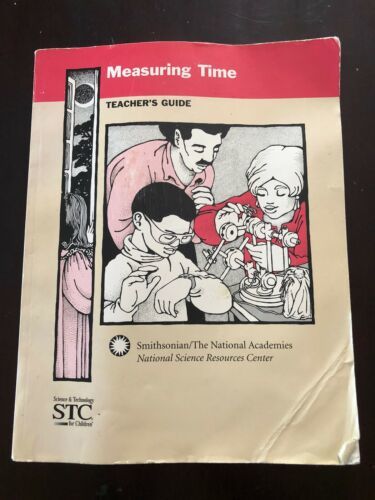 Measuring Time
TEACHER'S GUIDE
Smithsonian/The National Academies
National Science Resources Center
Science & Technology
STC
for Children®